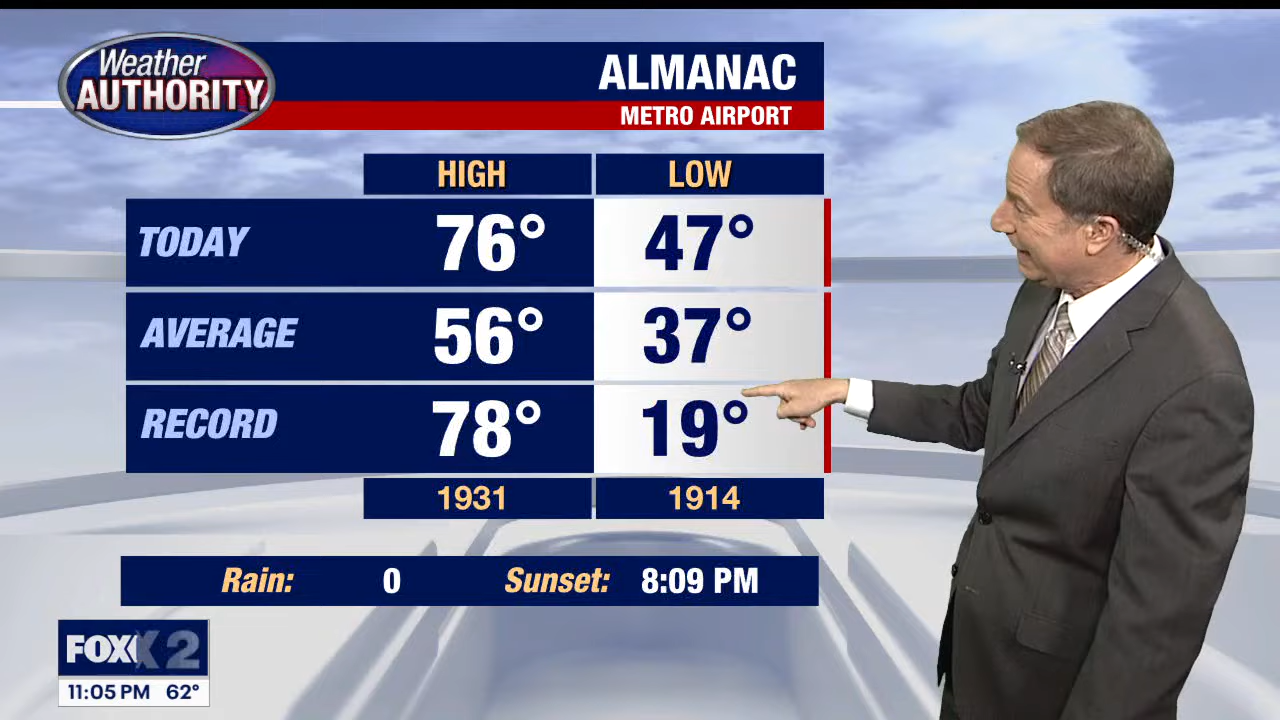 Weather
AUTHORITY
ALMANAC
METRO AIRPORT
HIGH LOW
TODAY 76° 47°
AVERAGE 56° 37°
RECORD 78° 19°
1931 1914
Rain: 0 Sunset: 8:09 PM
FOX 2
11:05 PM 62°